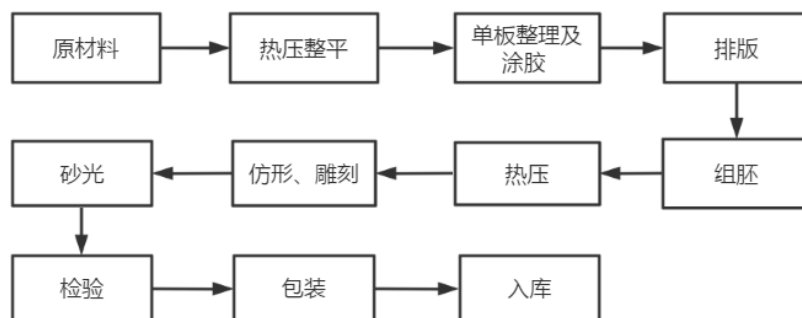 原材料
热压整平
单板整理及
涂胶
排版
组胚
热压
仿形、雕刻
砂光
检验
包装
入库